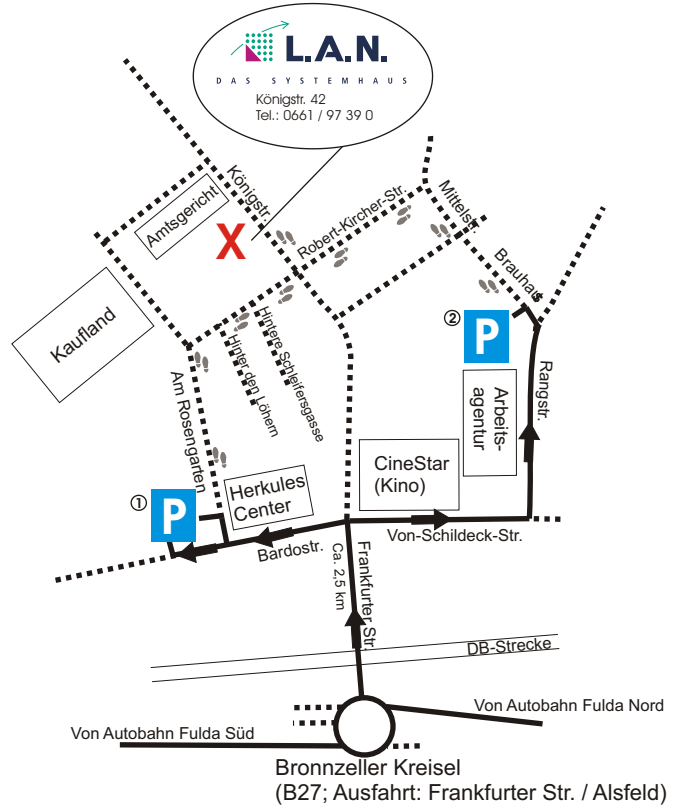 L.A.N.
DAS SYSTEMHAUS
Königstr. 42
Tel.: 0661 / 97 39 0
Königstr.
Amtsgericht
X
Robert-Kircher-Str.
Mittelstr.
Brauhaus
Kaufland
Hintere Schleifersgasse
Hinter den Löhern
②
P
Rangstr.
Am Rosengarten
Arbeits-
agentur
CineStar
(Kino)
Herkules
Center
①
P
Bardostr.
Von-Schildeck-Str.
Frankfurter Str.
Ca. 2,5 km
DB-Strecke
Von Autobahn Fulda Nord
Von Autobahn Fulda Süd
Bronnzeller Kreisel
(B27; Ausfahrt: Frankfurter Str. / Alsfeld)